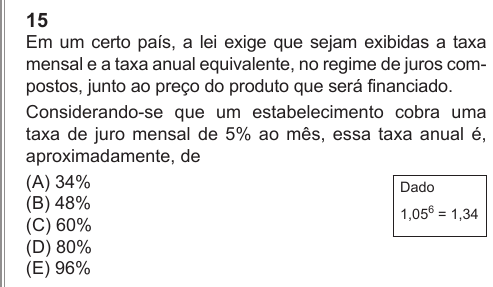 15
Em um certo país, a lei exige que sejam exibidas a taxa
mensal e a taxa anual equivalente, no regime de juros com-
postos, junto ao preço do produto que será financiado.
Considerando-se que um estabelecimento cobra uma
taxa de juro mensal de 5% ao mês, essa taxa anual é,
aproximadamente, de
(A) 34%
(B) 48%
(C) 60%
(D) 80%
(E) 96%
Dado
1,05⁶ = 1,34